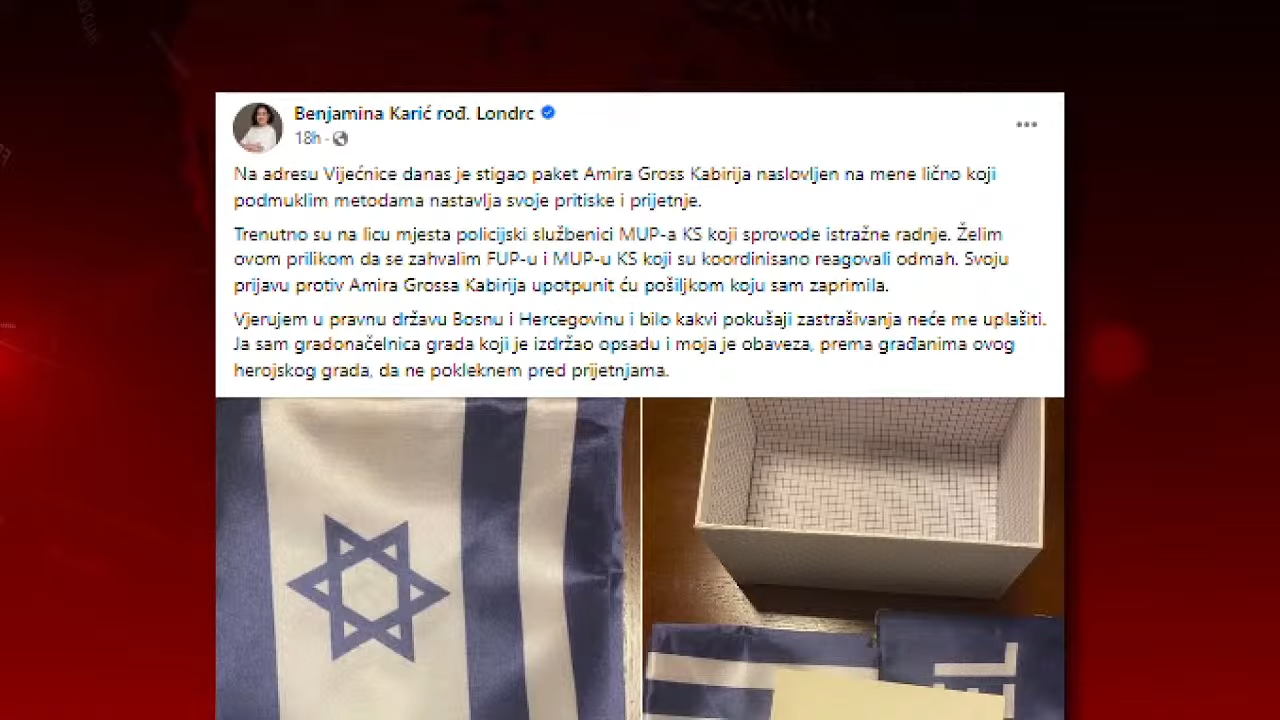 Benjamina Karić rođ. Londrc
18h
Na adresu Vijećnice danas je stigao paket Amira Gross Kabirija naslovljen na mene lično koji
podmuklim metodama nastavlja svoje pritiske i prijetnje.
Trenutno su na licu mjesta policijski službenici MUP-a KS koji sprovode istražne radnje. Želim
ovom prilikom da se zahvalim FUP-u i MUP-u KS koji su koordinisano reagovali odmah. Svoju
prijavu protiv Amira Grossa Kabirija upotpunit ću pošiljkom koju sam zaprimila.
Vjerujem u pravnu državu Bosnu i Hercegovinu i bilo kakvi pokušaji zastrašivanja neće me uplašiti.
Ja sam gradonačelnica grada koji je izdržao opsadu i moja je obaveza, prema građanima ovog
herojskog grada, da ne pokleknem pred prijetnjama.